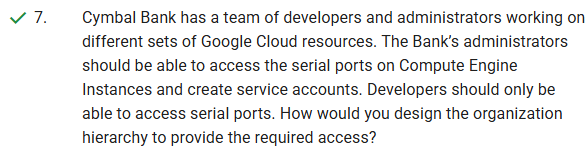 7. Cymbal Bank has a team of developers and administrators working on
different sets of Google Cloud resources. The Bank's administrators
should be able to access the serial ports on Compute Engine
Instances and create service accounts. Developers should only be
able to access serial ports. How would you design the organization
hierarchy to provide the required access?